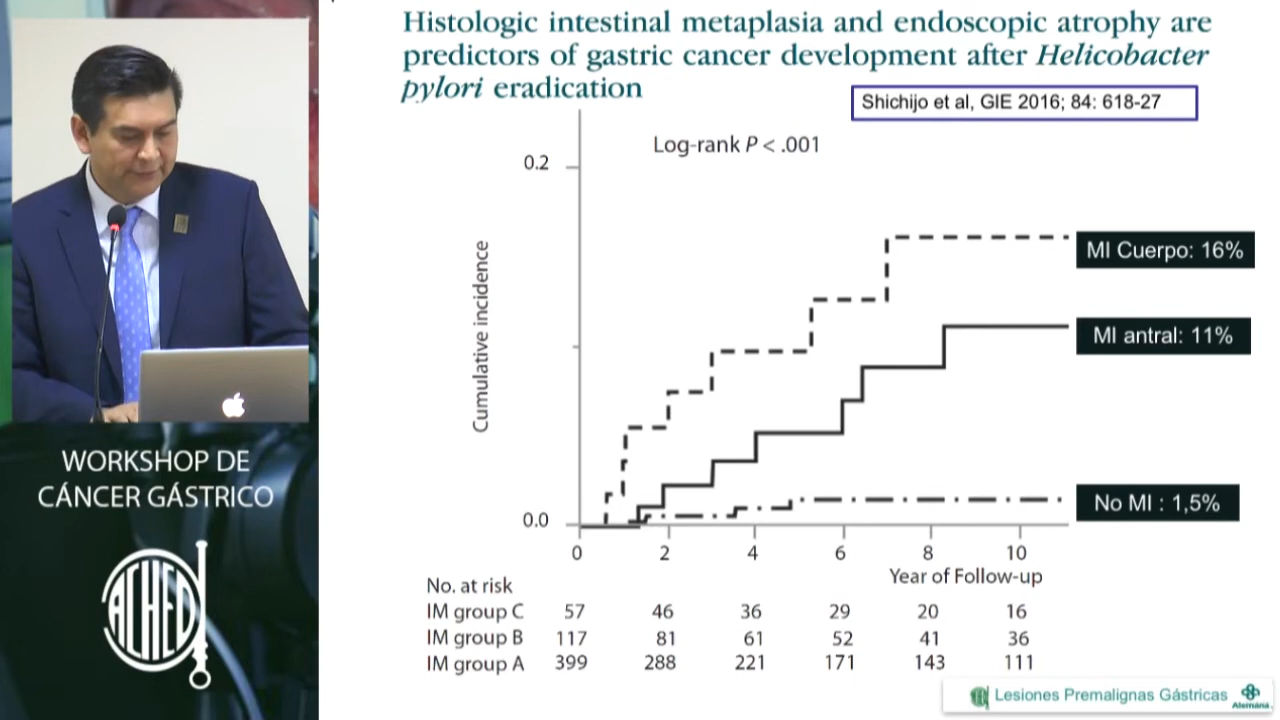 Histologic intestinal metaplasia and endoscopic atrophy are
predictors of gastric cancer development after Helicobacter
pylori eradication
Shichijo et al, GIE 2016; 84: 618-27
Log-rank P < .001
0.2
Cumulative incidence
MI Cuerpo: 16%
MI antral: 11%
No MI : 1,5%
0.0
0 2 4 6 8 10
Year of Follow-up
No. at risk
IM group C 57 46 36 29 20 16
IM group B 117 81 61 52 41 36
IM group A 399 288 221 171 143 111
WORKSHOP DE
CÁNCER GÁSTRICO
ACHED
Lesiones Premalignas Gástricas
Alemana